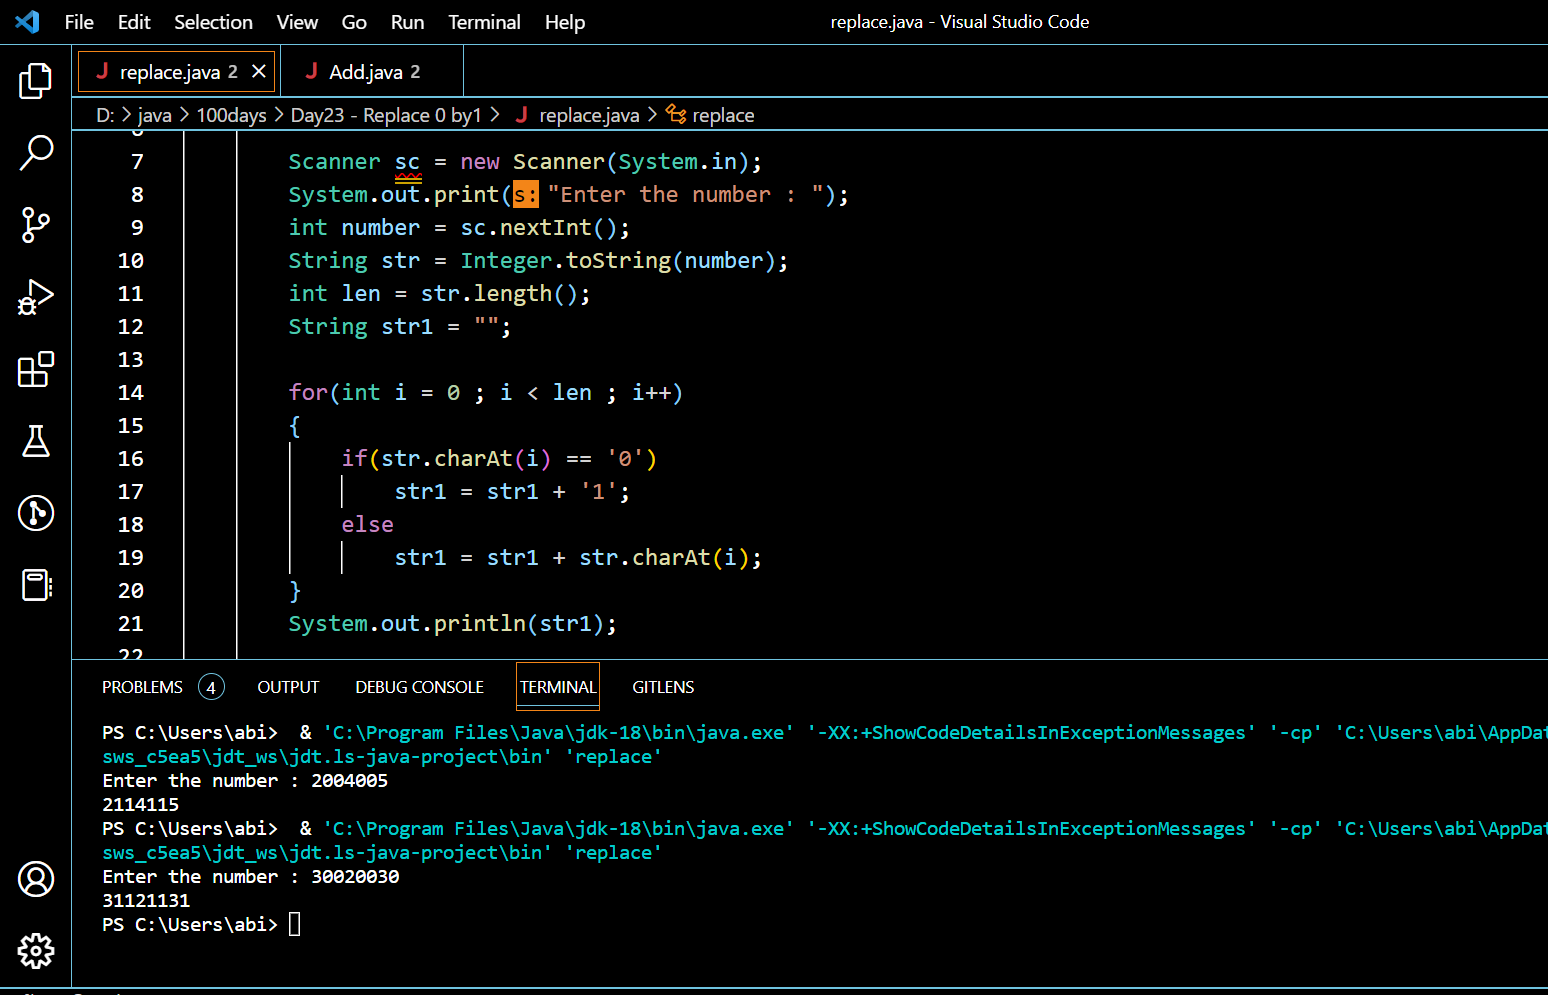 File Edit Selection View Go Run Terminal Help replace.java - Visual Studio Code
J replace.java 2 × J Add.java 2
D: > java > 100days > Day23 - Replace 0 by1 > J replace.java > replace
7 Scanner sc = new Scanner(System.in);
8 System.out.print(s: "Enter the number : ");
9 int number = sc.nextInt();
10 String str = Integer.toString(number);
11 int len = str.length();
12 String str1 = "";
13
14 for(int i = 0 ; i < len ; i++)
15 {
16 if(str.charAt(i) == '0')
17 str1 = str1 + '1';
18 else
19 str1 = str1 + str.charAt(i);
20 }
21 System.out.println(str1);
22
PROBLEMS 4 OUTPUT DEBUG CONSOLE TERMINAL GITLENS
PS C:\Users\abi>  & 'C:\Program Files\Java\jdk-18\bin\java.exe' '-XX:+ShowCodeDetailsInExceptionMessages' '-cp' 'C:\Users\abi\AppDat
sws_c5ea5\jdt_ws\jdt.ls-java-project\bin' 'replace'
Enter the number : 2004005
2114115
PS C:\Users\abi>  & 'C:\Program Files\Java\jdk-18\bin\java.exe' '-XX:+ShowCodeDetailsInExceptionMessages' '-cp' 'C:\Users\abi\AppDat
sws_c5ea5\jdt_ws\jdt.ls-java-project\bin' 'replace'
Enter the number : 30020030
31121131
PS C:\Users\abi>